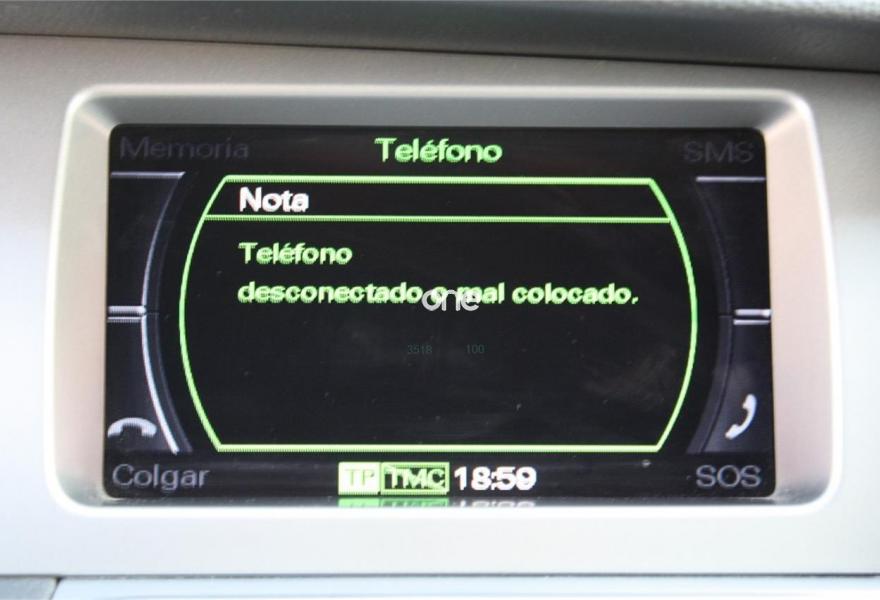 Memoria
Teléfono
SMS
Nota
Teléfono
desconectado o mal colocado.
one
3518 100
Colgar
TP TMC 18:59
SOS